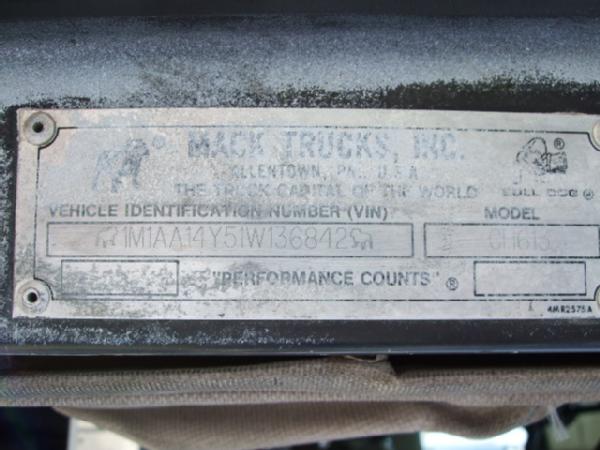 MACK TRUCKS, INC.
ALLENTOWN, PA., U.S.A
THE TRUCK CAPITAL OF THE WORLD
BULL DOG ®
VEHICLE IDENTIFICATION NUMBER (VIN)
MODEL
1M1AA14Y51W136842
CH613
"PERFORMANCE COUNTS" ®
4MR2575A